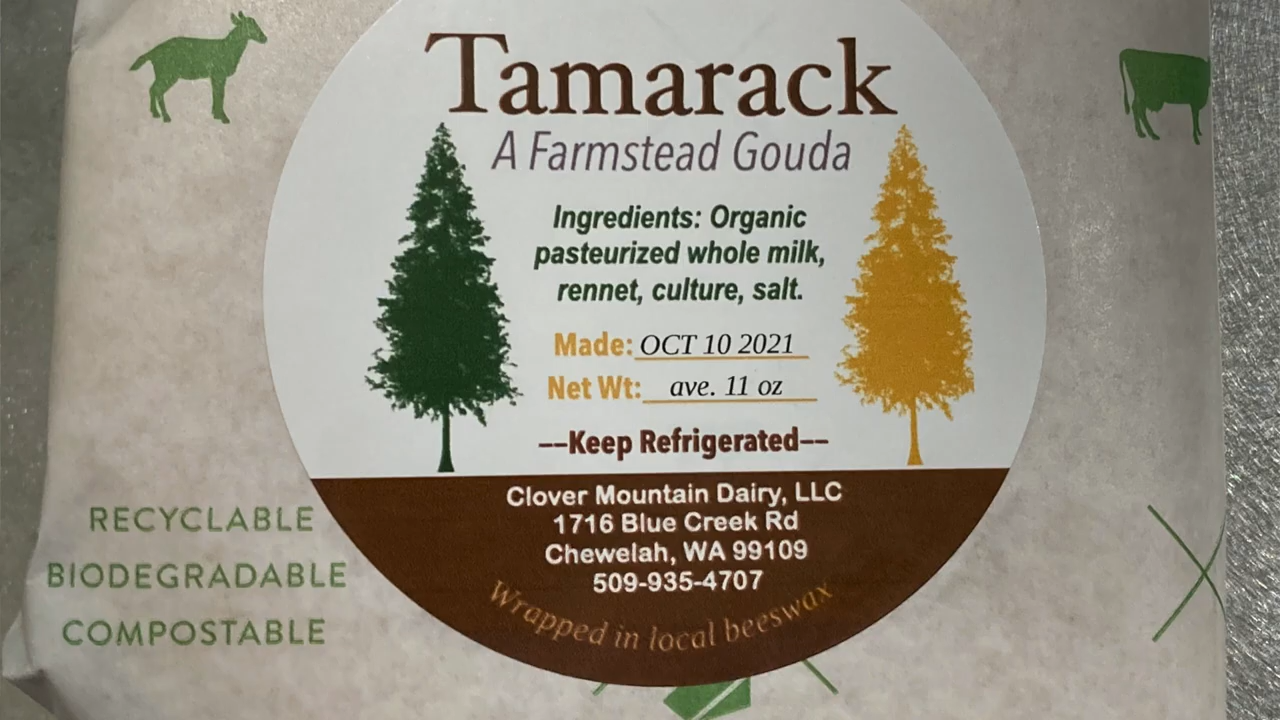 Tamarack
A Farmstead Gouda
Ingredients: Organic
pasteurized whole milk,
rennet, culture, salt.
Made: OCT 10 2021
Net Wt: ave. 11 oz
—Keep Refrigerated—
Clover Mountain Dairy, LLC
1716 Blue Creek Rd
Chewelah, WA 99109
509-935-4707
Wrapped in local beeswax
RECYCLABLE
BIODEGRADABLE
COMPOSTABLE